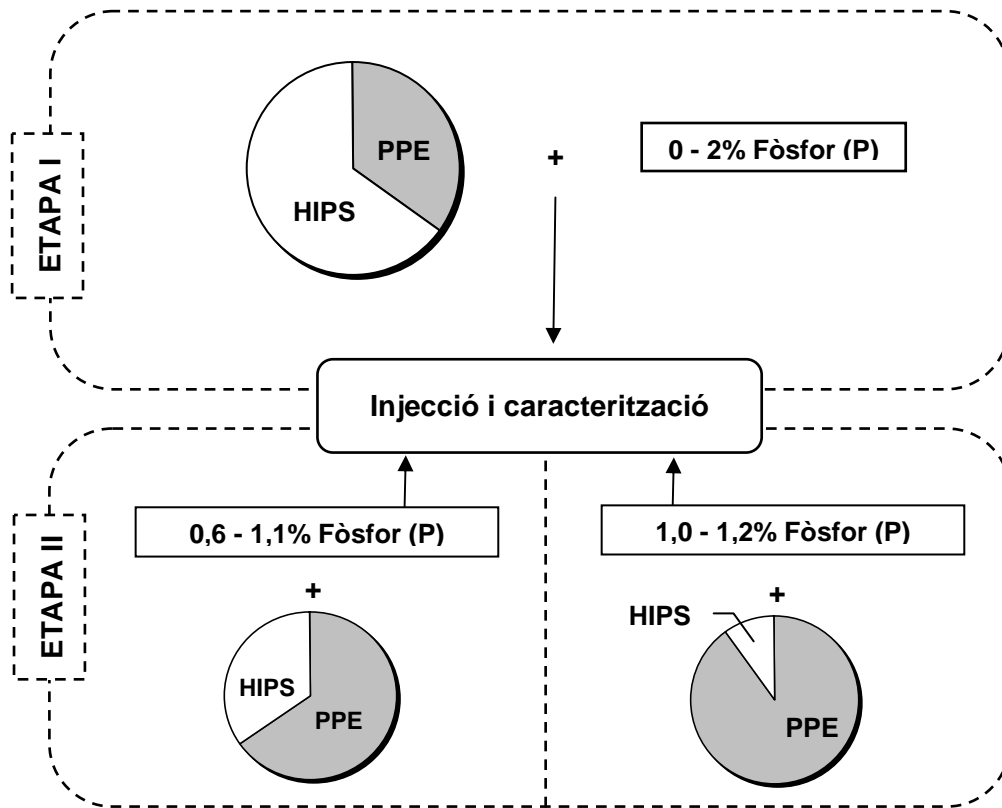 ETAPA I
PPE
HIPS
+
0 - 2% Fòsfor (P)
Injecció i caracterització
ETAPA II
0,6 - 1,1% Fòsfor (P)
+
HIPS
PPE
1,0 - 1,2% Fòsfor (P)
+
HIPS
PPE